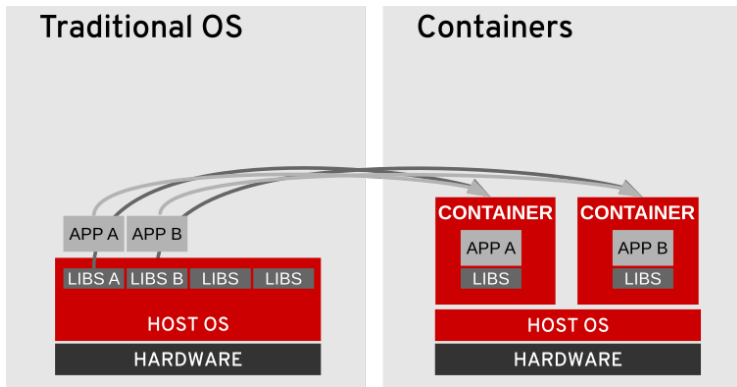 Traditional OS
APP A APP B
LIBS A LIBS B LIBS LIBS
HOST OS
HARDWARE
Containers
CONTAINER CONTAINER
APP A APP B
LIBS LIBS
HOST OS
HARDWARE